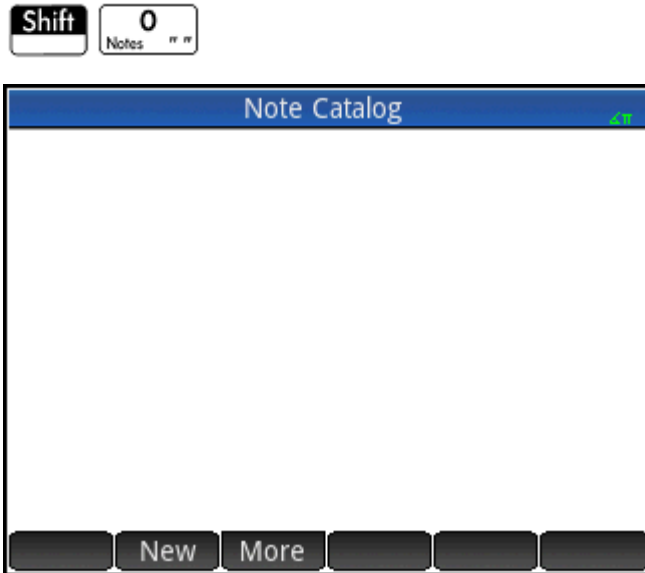 Shift 0
Notes " "
Note Catalog
∡π
New More